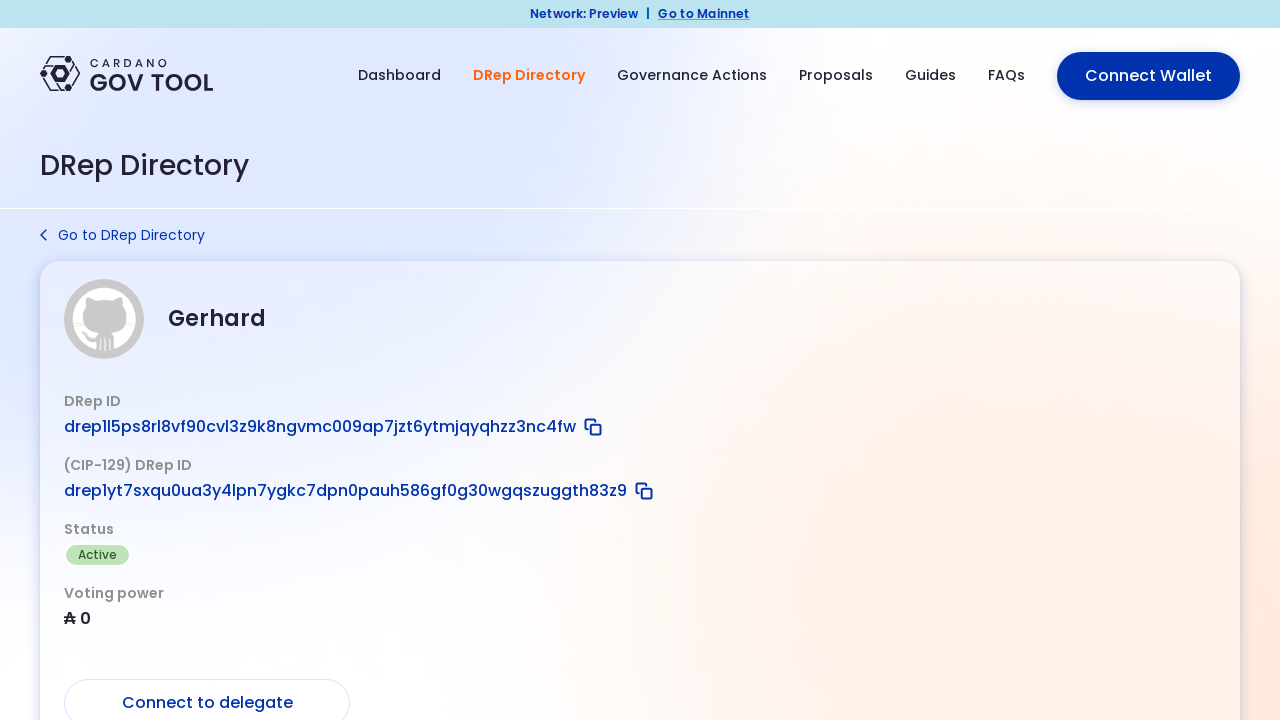 Network: Preview | Go to Mainnet
CARDANO
GOV TOOL
Dashboard
DRep Directory
Governance Actions
Proposals
Guides
FAQs
Connect Wallet
DRep Directory
Go to DRep Directory
Gerhard
DRep ID
drep1l5ps8rl8vf90cvl3z9k8ngvmc009ap7jzt6ytmjqyqhzz3nc4fw
(CIP-129) DRep ID
drep1yt7sxqu0ua3y4lpn7ygkc7dpn0pauh586gf0g30wgqszuggth83z9
Status
Active
Voting power
₳ 0
Connect to delegate